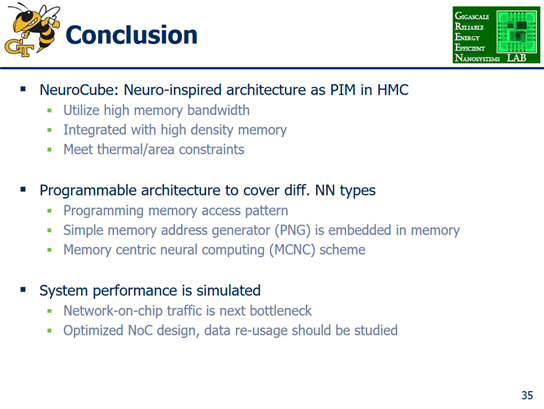 GT
Conclusion
GIGASCALE
RELIABLE
ENERGY
EFFICIENT
NANOSYSTEMS LAB
NeuroCube: Neuro-inspired architecture as PIM in HMC
Utilize high memory bandwidth
Integrated with high density memory
Meet thermal/area constraints
Programmable architecture to cover diff. NN types
Programming memory access pattern
Simple memory address generator (PNG) is embedded in memory
Memory centric neural computing (MCNC) scheme
System performance is simulated
Network-on-chip traffic is next bottleneck
Optimized NoC design, data re-usage should be studied
35